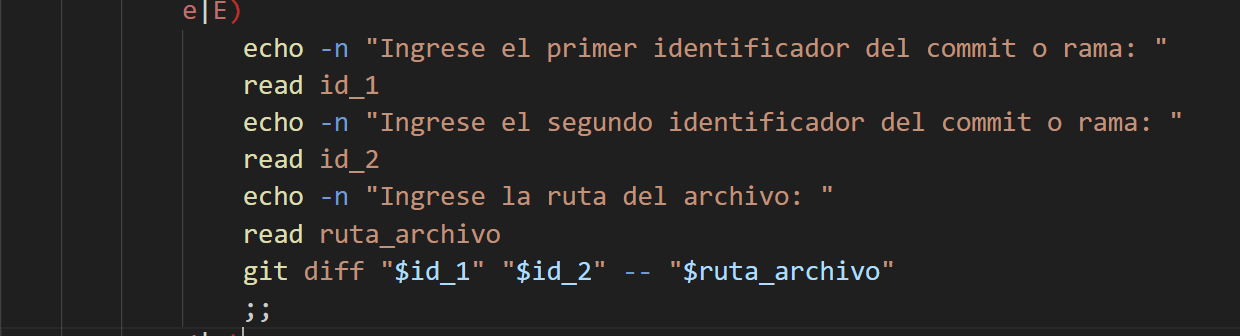 e|E)
echo -n "Ingrese el primer identificador del commit o rama: "
read id_1
echo -n "Ingrese el segundo identificador del commit o rama: "
read id_2
echo -n "Ingrese la ruta del archivo: "
read ruta_archivo
git diff "$id_1" "$id_2" -- "$ruta_archivo"
;;